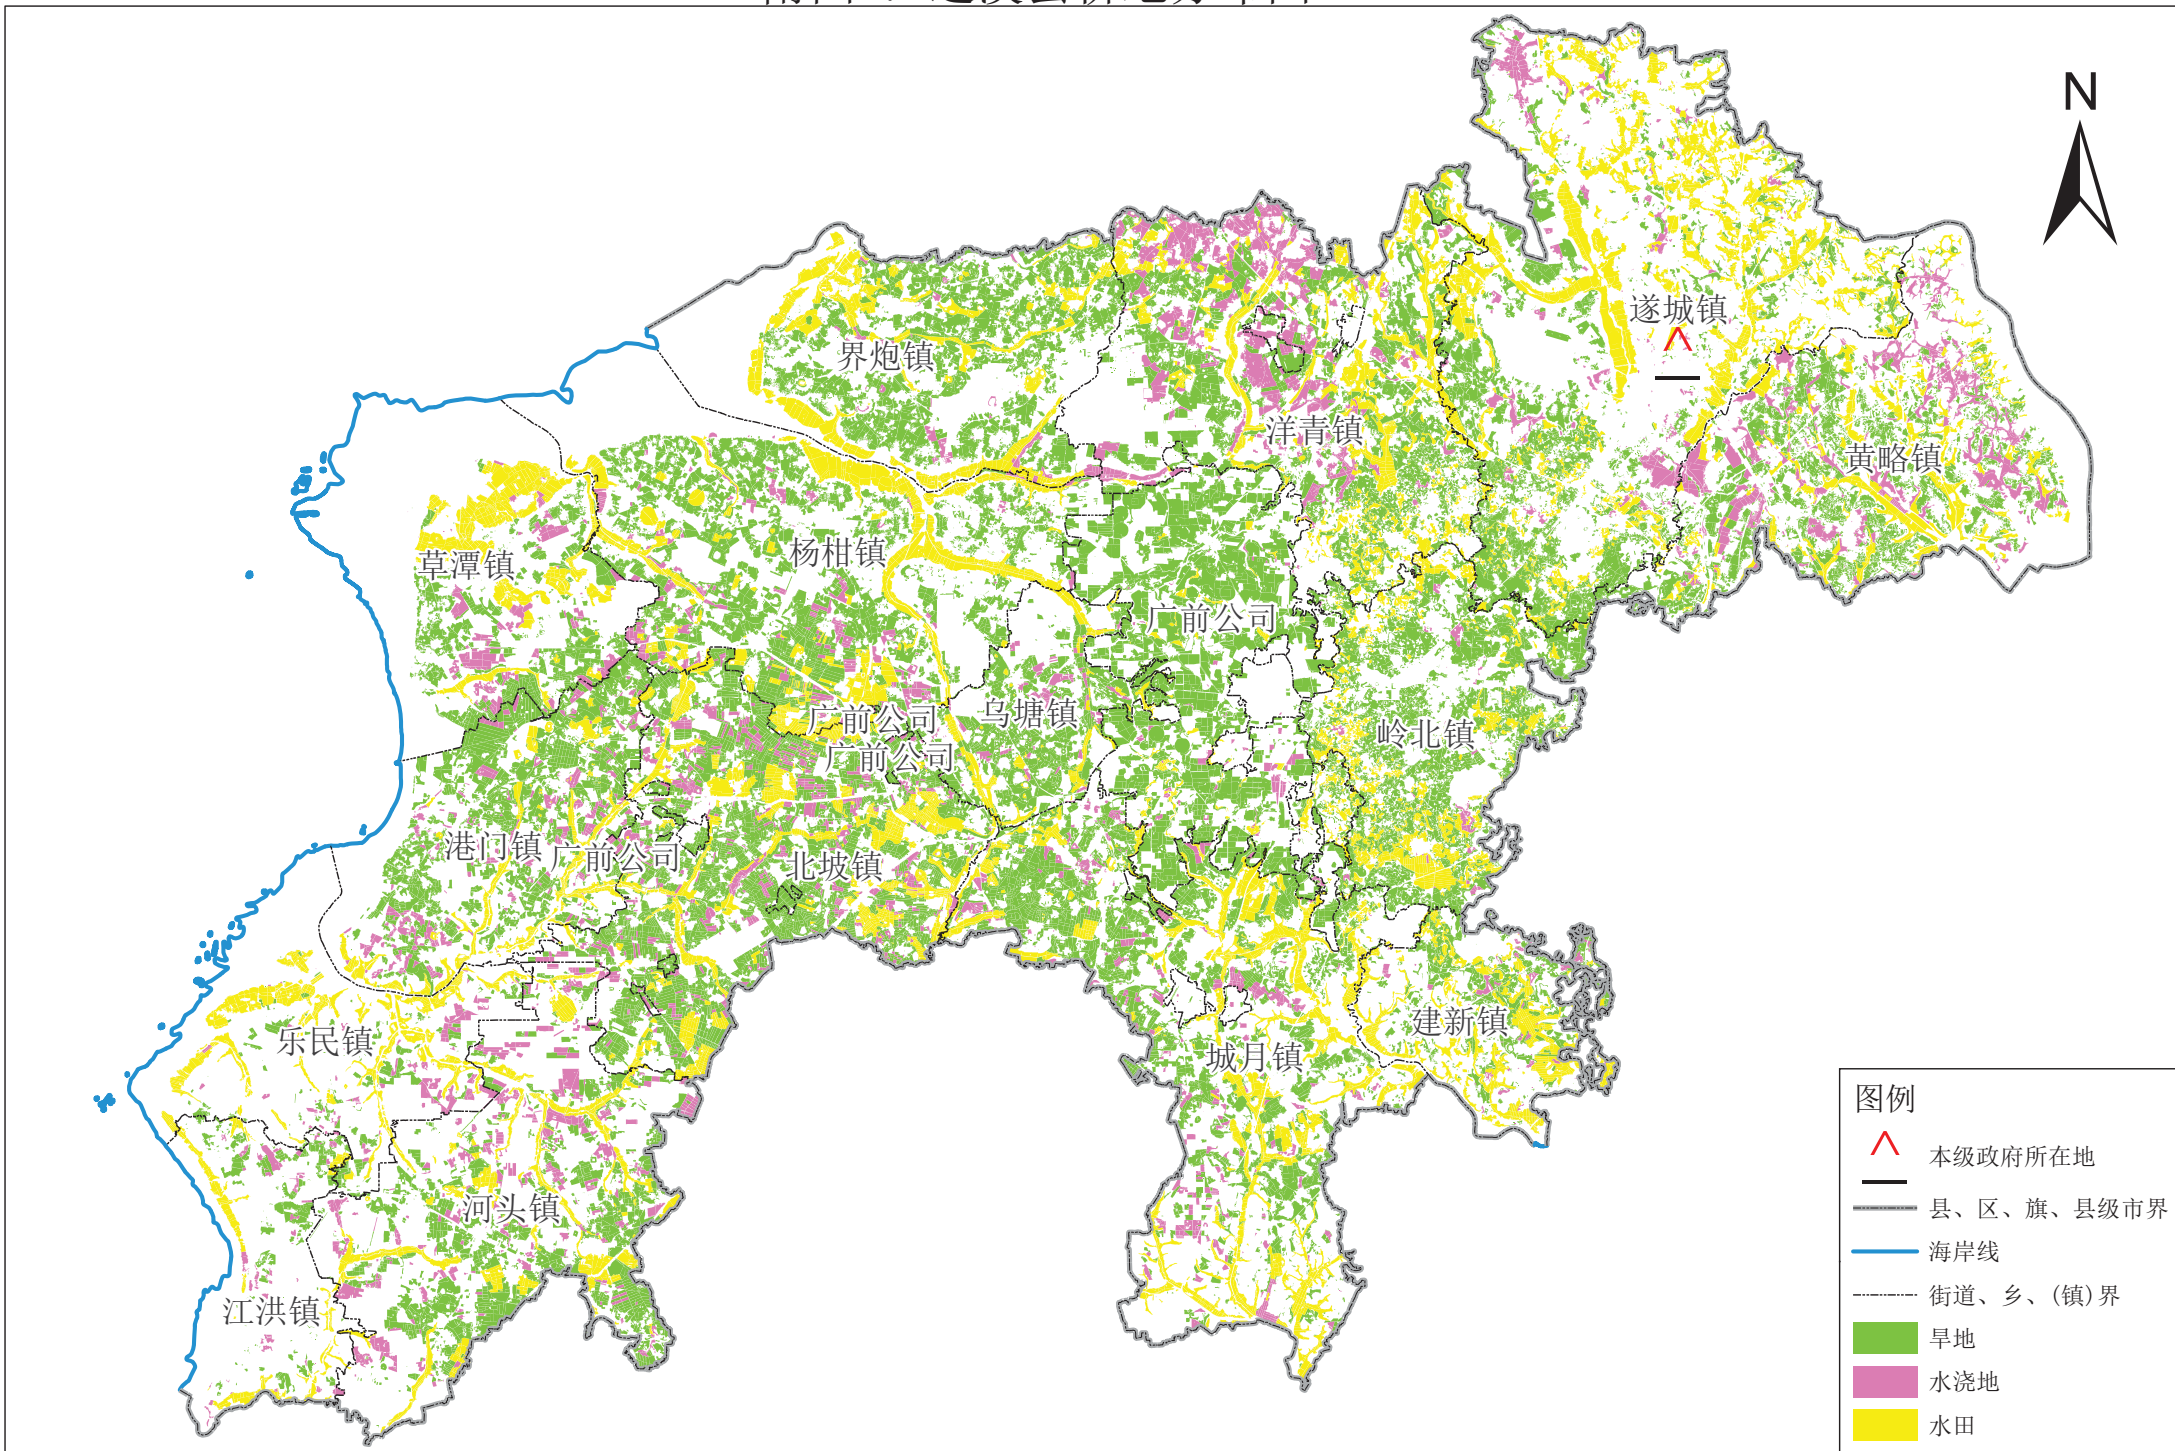 N
遂城镇
界炮镇
洋青镇
黄略镇
草潭镇
杨柑镇
广前公司
广前公司
乌塘镇
岭北镇
广前公司
港门镇
广前公司
北坡镇
乐民镇
建新镇
城月镇
河头镇
江洪镇
图例
本级政府所在地
县、区、旗、县级市界
海岸线
街道、乡、(镇)界
旱地
水浇地
水田